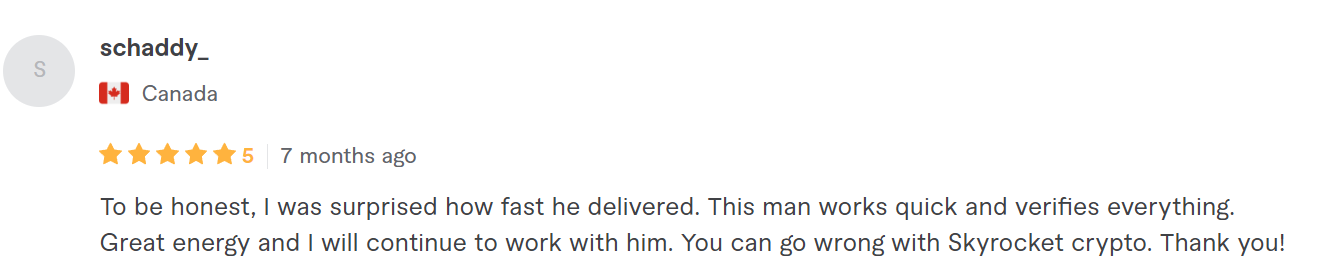 S
schaddy_
Canada
5 7 months ago
To be honest, I was surprised how fast he delivered. This man works quick and verifies everything.
Great energy and I will continue to work with him. You can go wrong with Skyrocket crypto. Thank you!